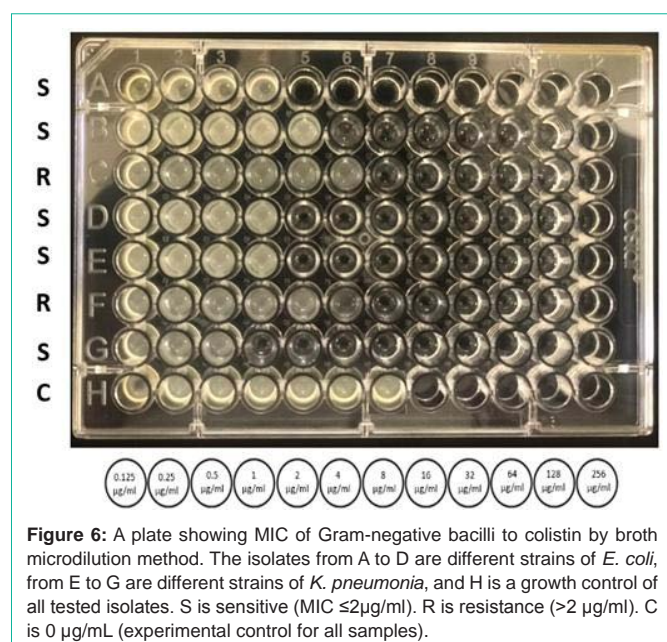 1 2 3 4 5 6 7 8 9 10 11 12
S A
S B
R C
S D
S E
R F
S G
C H
0.125 µg/ml 0.25 µg/ml 0.5 µg/ml 1 µg/ml 2 µg/ml 4 µg/ml 8 µg/ml 16 µg/ml 32 µg/ml 64 µg/ml 128 µg/ml 256 µg/ml
Figure 6: A plate showing MIC of Gram-negative bacilli to colistin by broth
microdilution method. The isolates from A to D are different strains of E. coli,
from E to G are different strains of K. pneumonia, and H is a growth control of
all tested isolates. S is sensitive (MIC ≤2µg/ml). R is resistance (>2 µg/ml). C
is 0 µg/mL (experimental control for all samples).